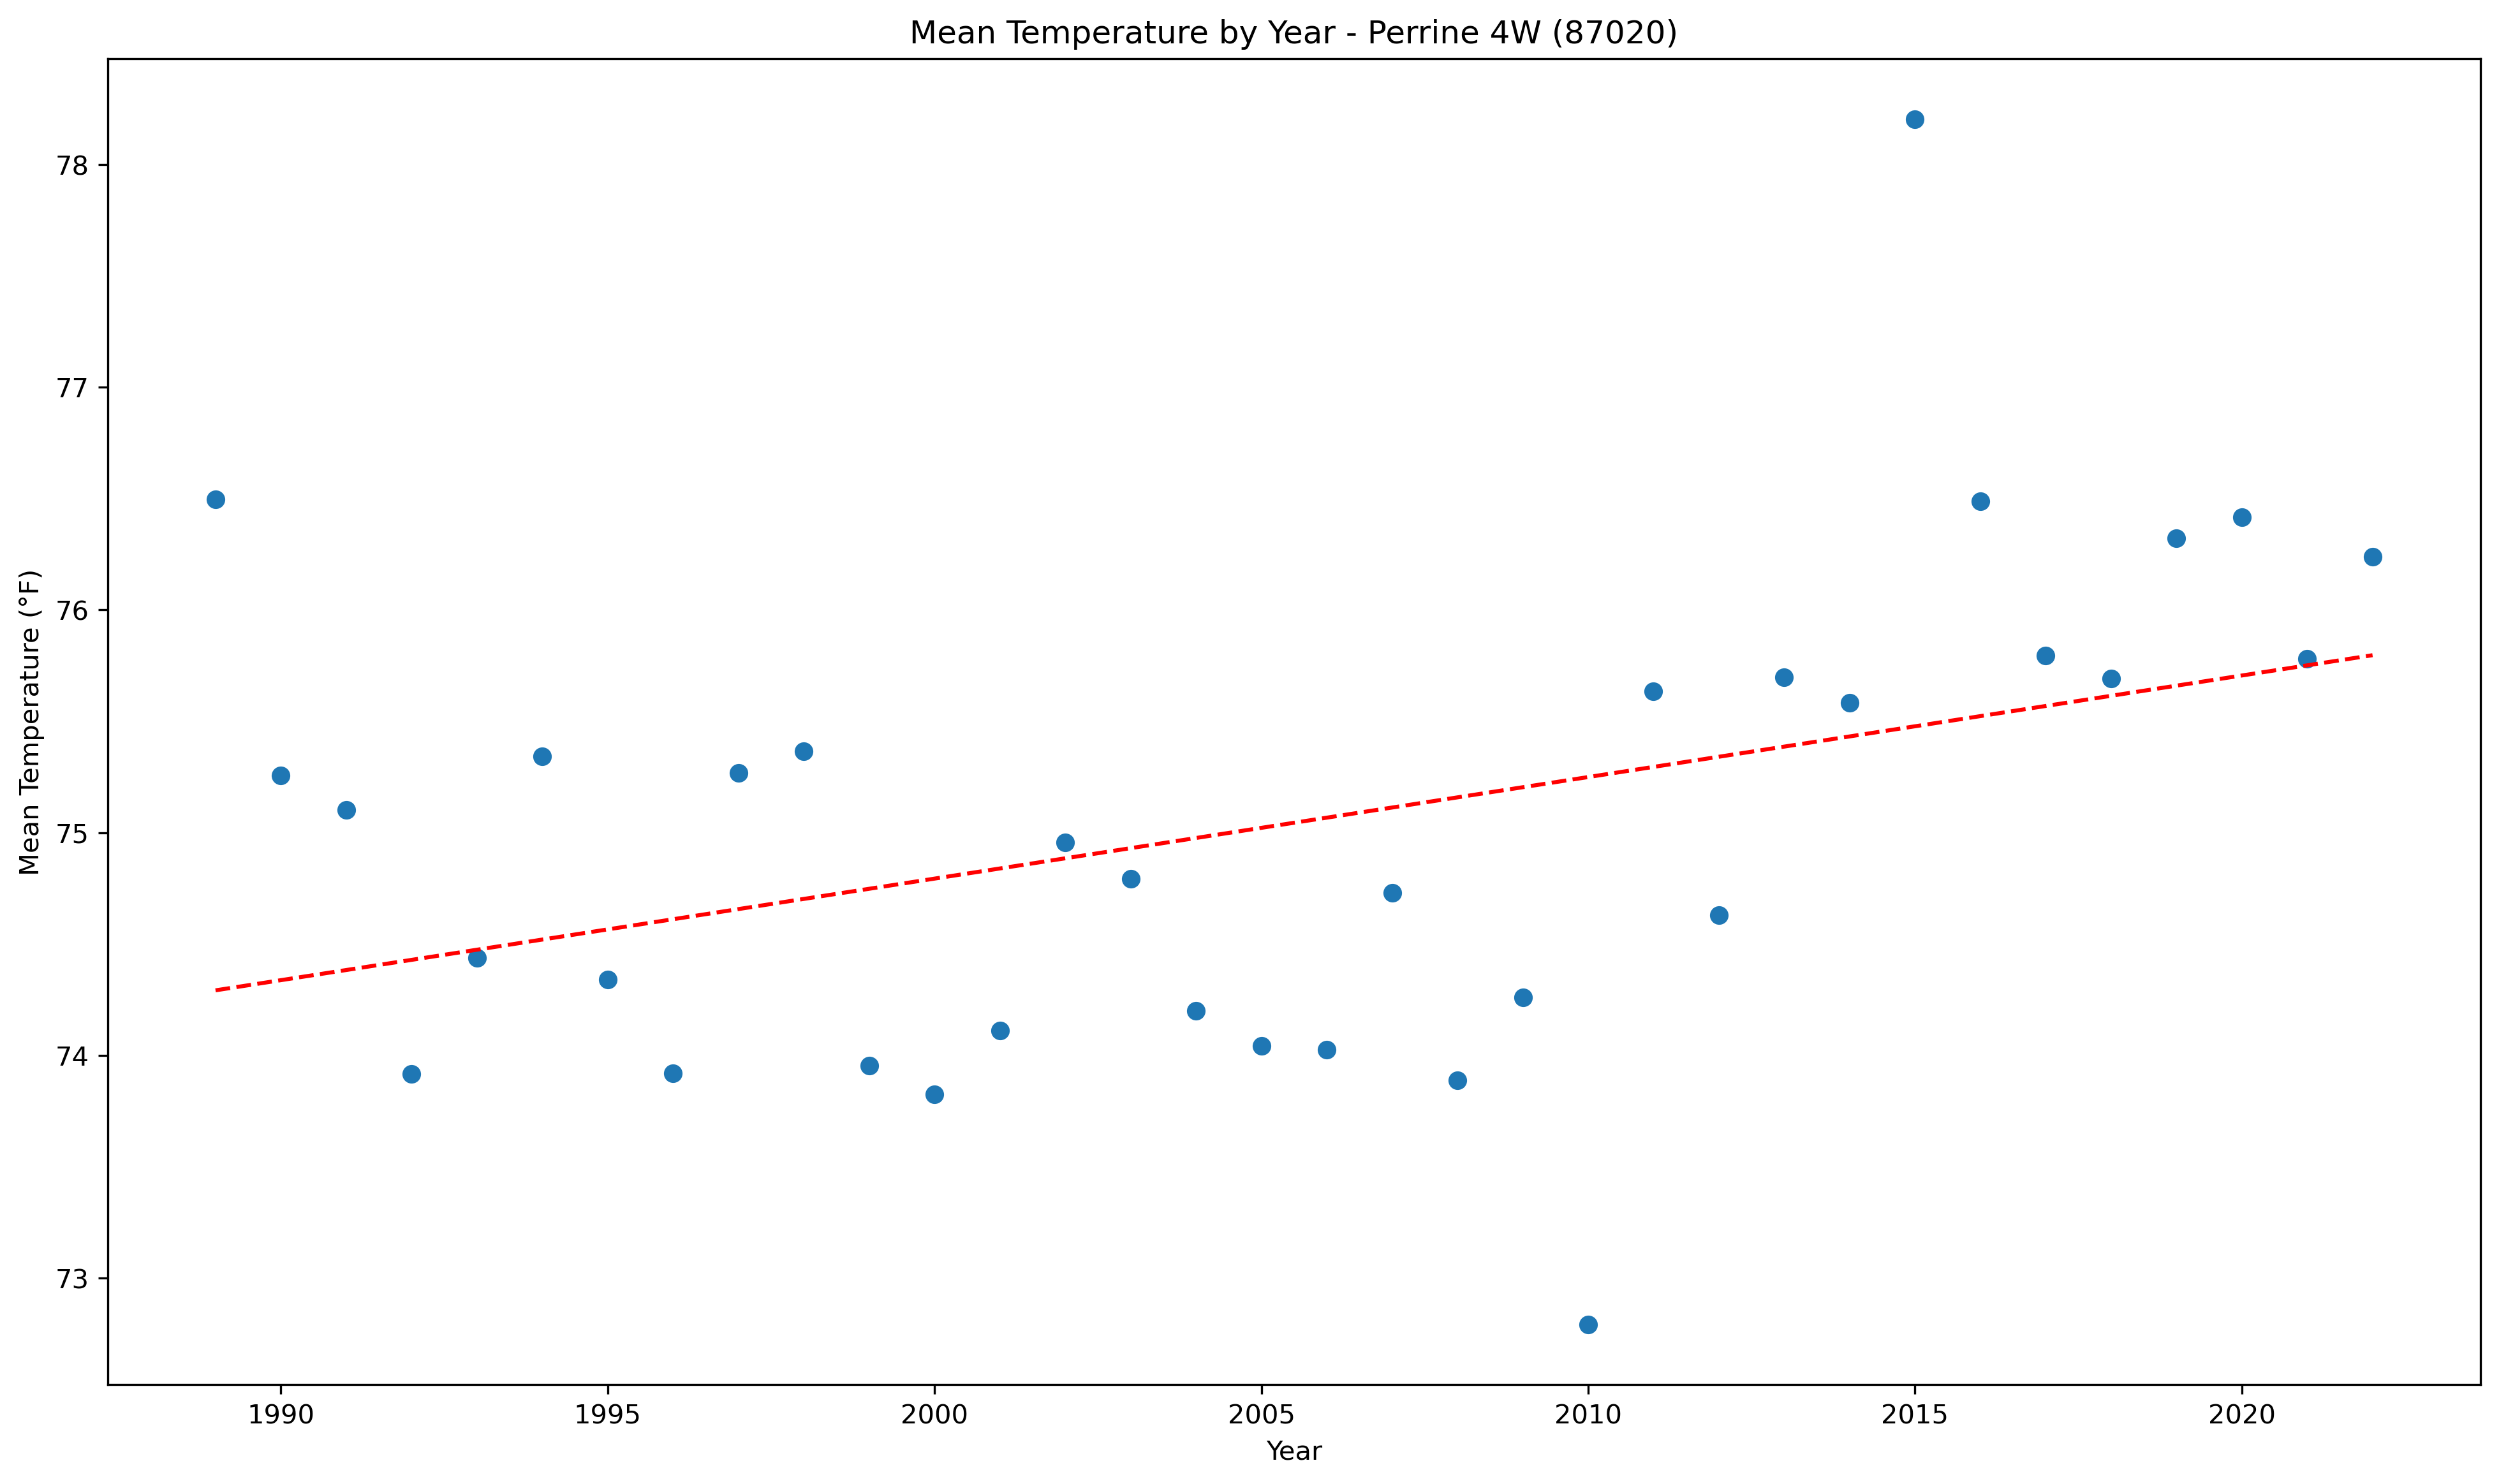 Mean Temperature by Year - Perrine 4W (87020)
Mean Temperature (°F)
78
77
76
75
74
73
1990 1995 2000 2005 2010 2015 2020
Year